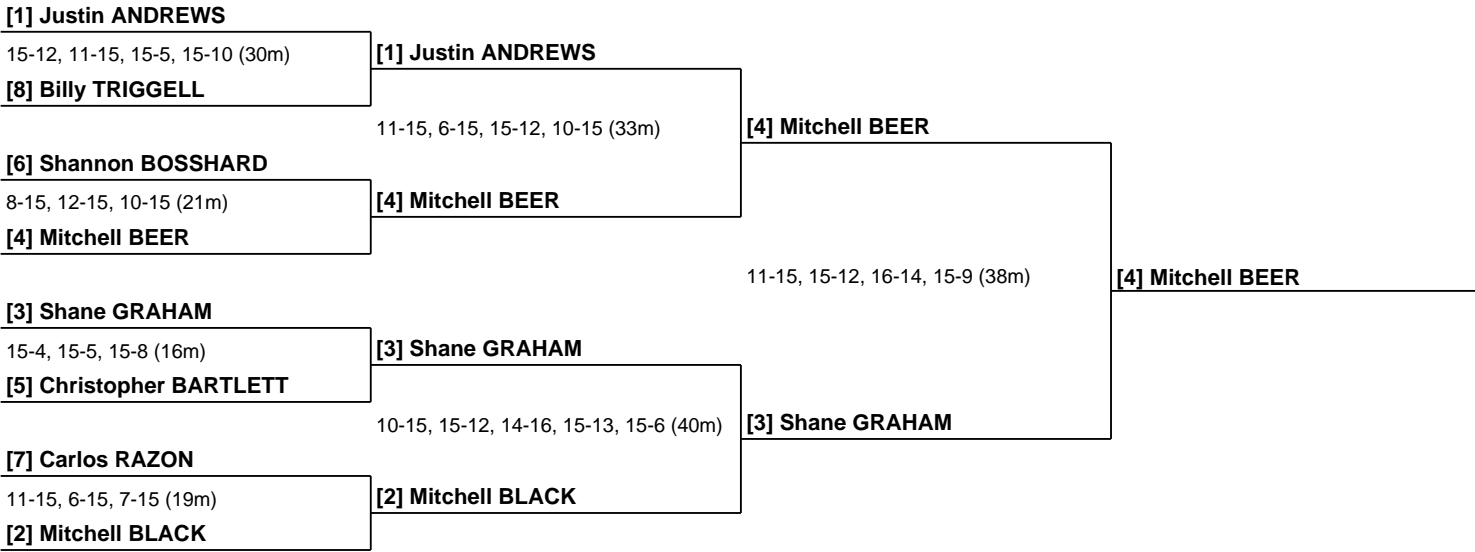 [1] Justin ANDREWS
15-12, 11-15, 15-5, 15-10 (30m)
[8] Billy TRIGGELL
[6] Shannon BOSSHARD
8-15, 12-15, 10-15 (21m)
[4] Mitchell BEER
[3] Shane GRAHAM
15-4, 15-5, 15-8 (16m)
[5] Christopher BARTLETT
[7] Carlos RAZON
11-15, 6-15, 7-15 (19m)
[2] Mitchell BLACK
[1] Justin ANDREWS
11-15, 6-15, 15-12, 10-15 (33m)
[4] Mitchell BEER
[3] Shane GRAHAM
10-15, 15-12, 14-16, 15-13, 15-6 (40m)
[2] Mitchell BLACK
[4] Mitchell BEER
11-15, 15-12, 16-14, 15-9 (38m)
[3] Shane GRAHAM
[4] Mitchell BEER